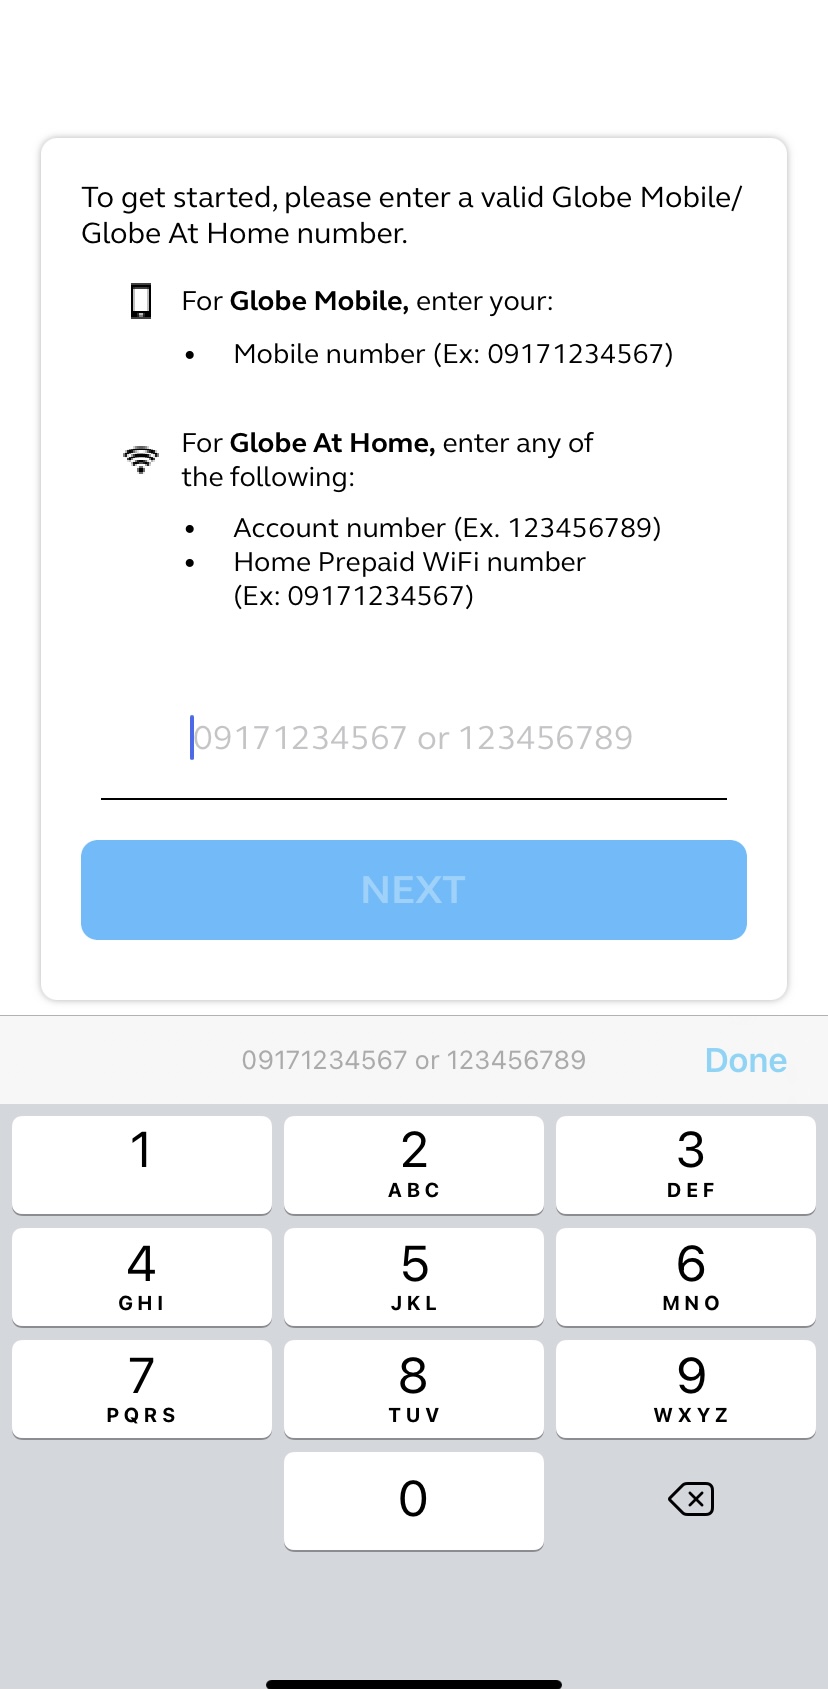 To get started, please enter a valid Globe Mobile/
Globe At Home number.
For Globe Mobile, enter your:
• Mobile number (Ex: 09171234567)
For Globe At Home, enter any of
the following:
• Account number (Ex. 123456789)
• Home Prepaid WiFi number
(Ex: 09171234567)
09171234567 or 123456789
NEXT
09171234567 or 123456789 Done
1 2 3
ABC DEF
4 5 6
GHI JKL MNO
7 8 9
PQRS TUV WXYZ
0